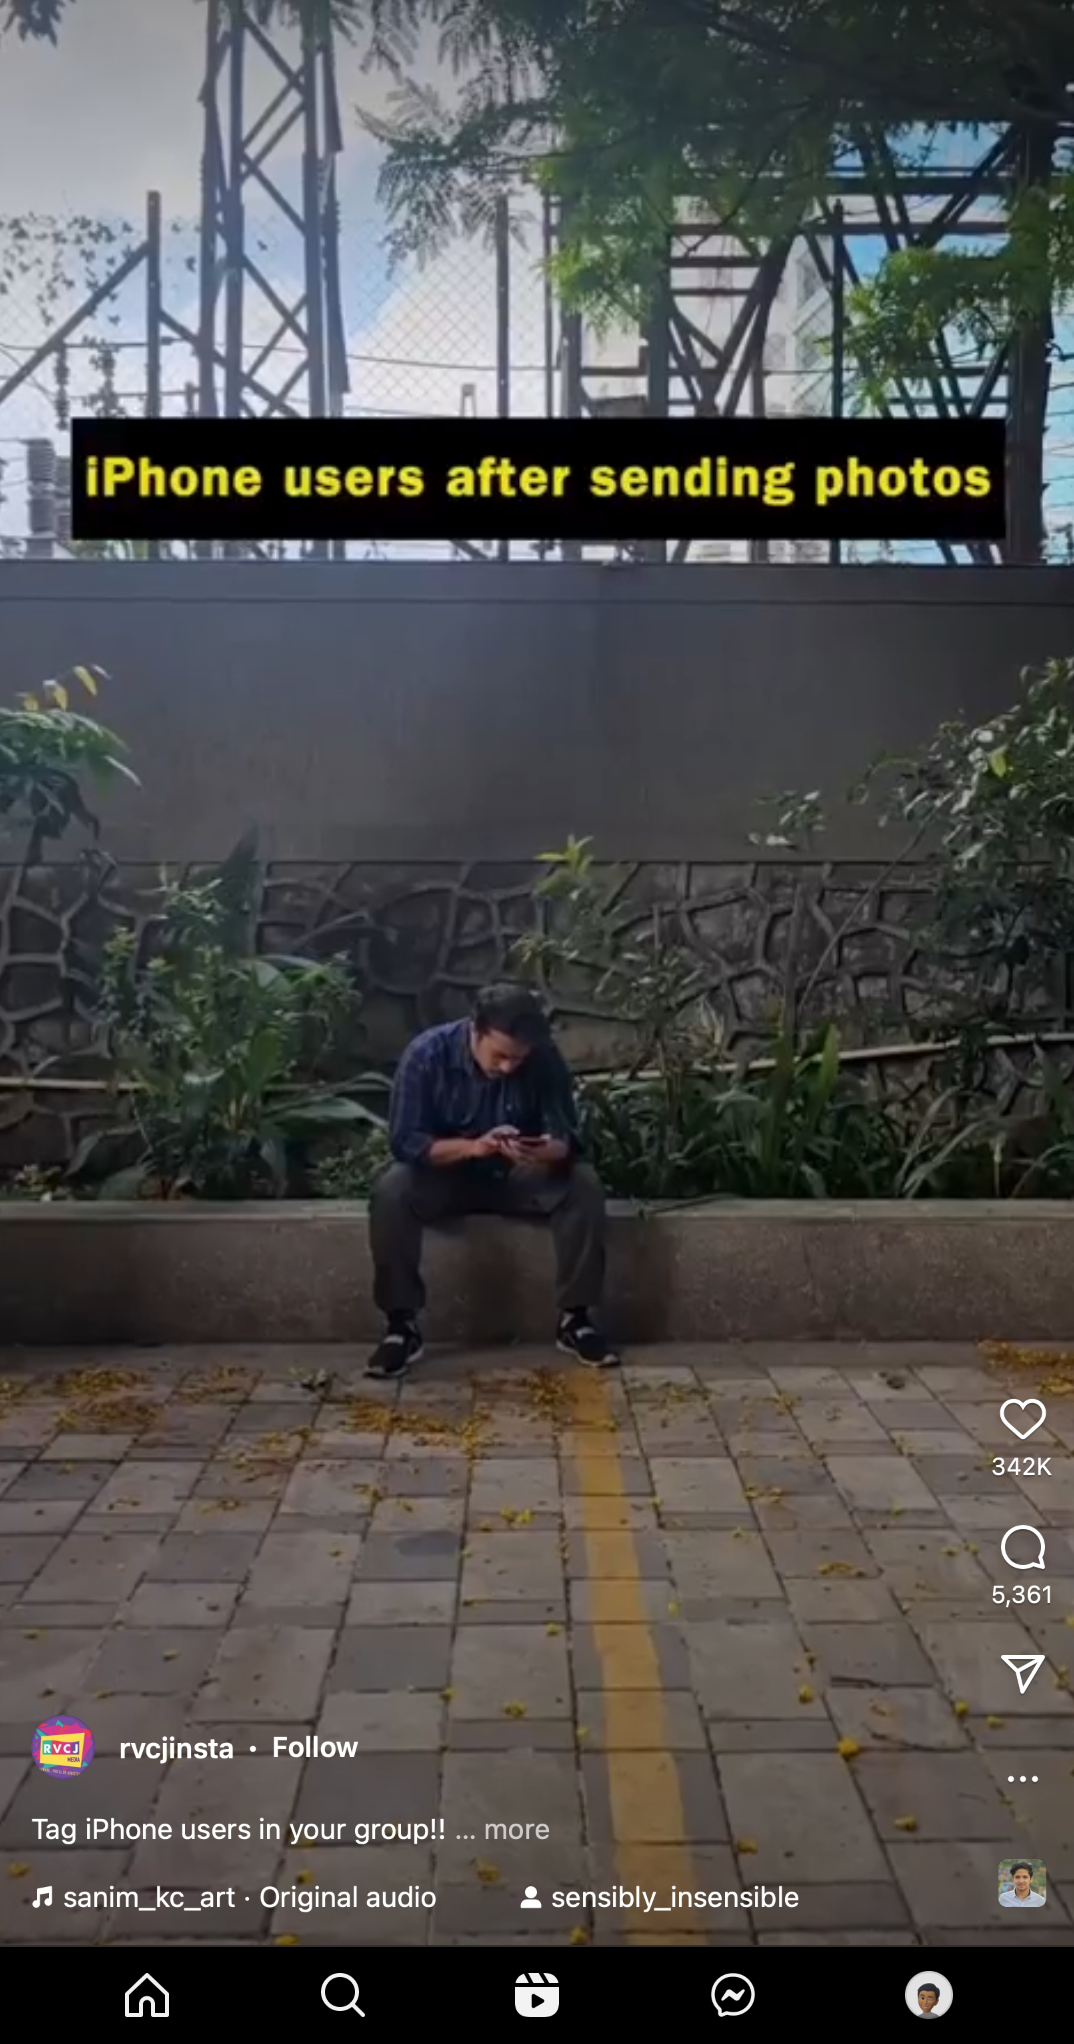 iPhone users after sending photos
342K
5,361
RVCJ
MEDIA
rvcjinsta • Follow
Tag iPhone users in your group!! ... more
sanim_kc_art · Original audio
sensibly_insensible